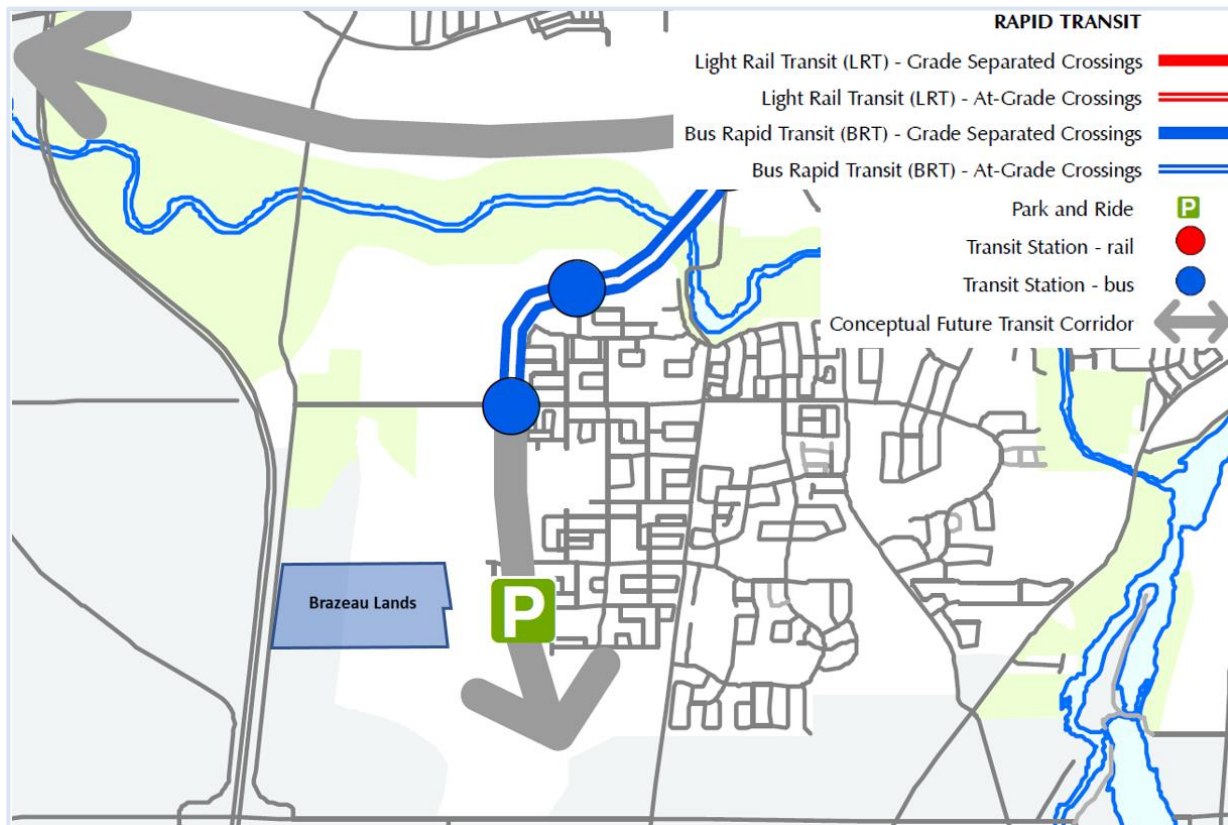 RAPID TRANSIT
Light Rail Transit (LRT) - Grade Separated Crossings
Light Rail Transit (LRT) - At-Grade Crossings
Bus Rapid Transit (BRT) - Grade Separated Crossings
Bus Rapid Transit (BRT) - At-Grade Crossings
Park and Ride P
Transit Station - rail
Transit Station - bus
Conceptual Future Transit Corridor
Brazeau Lands
P